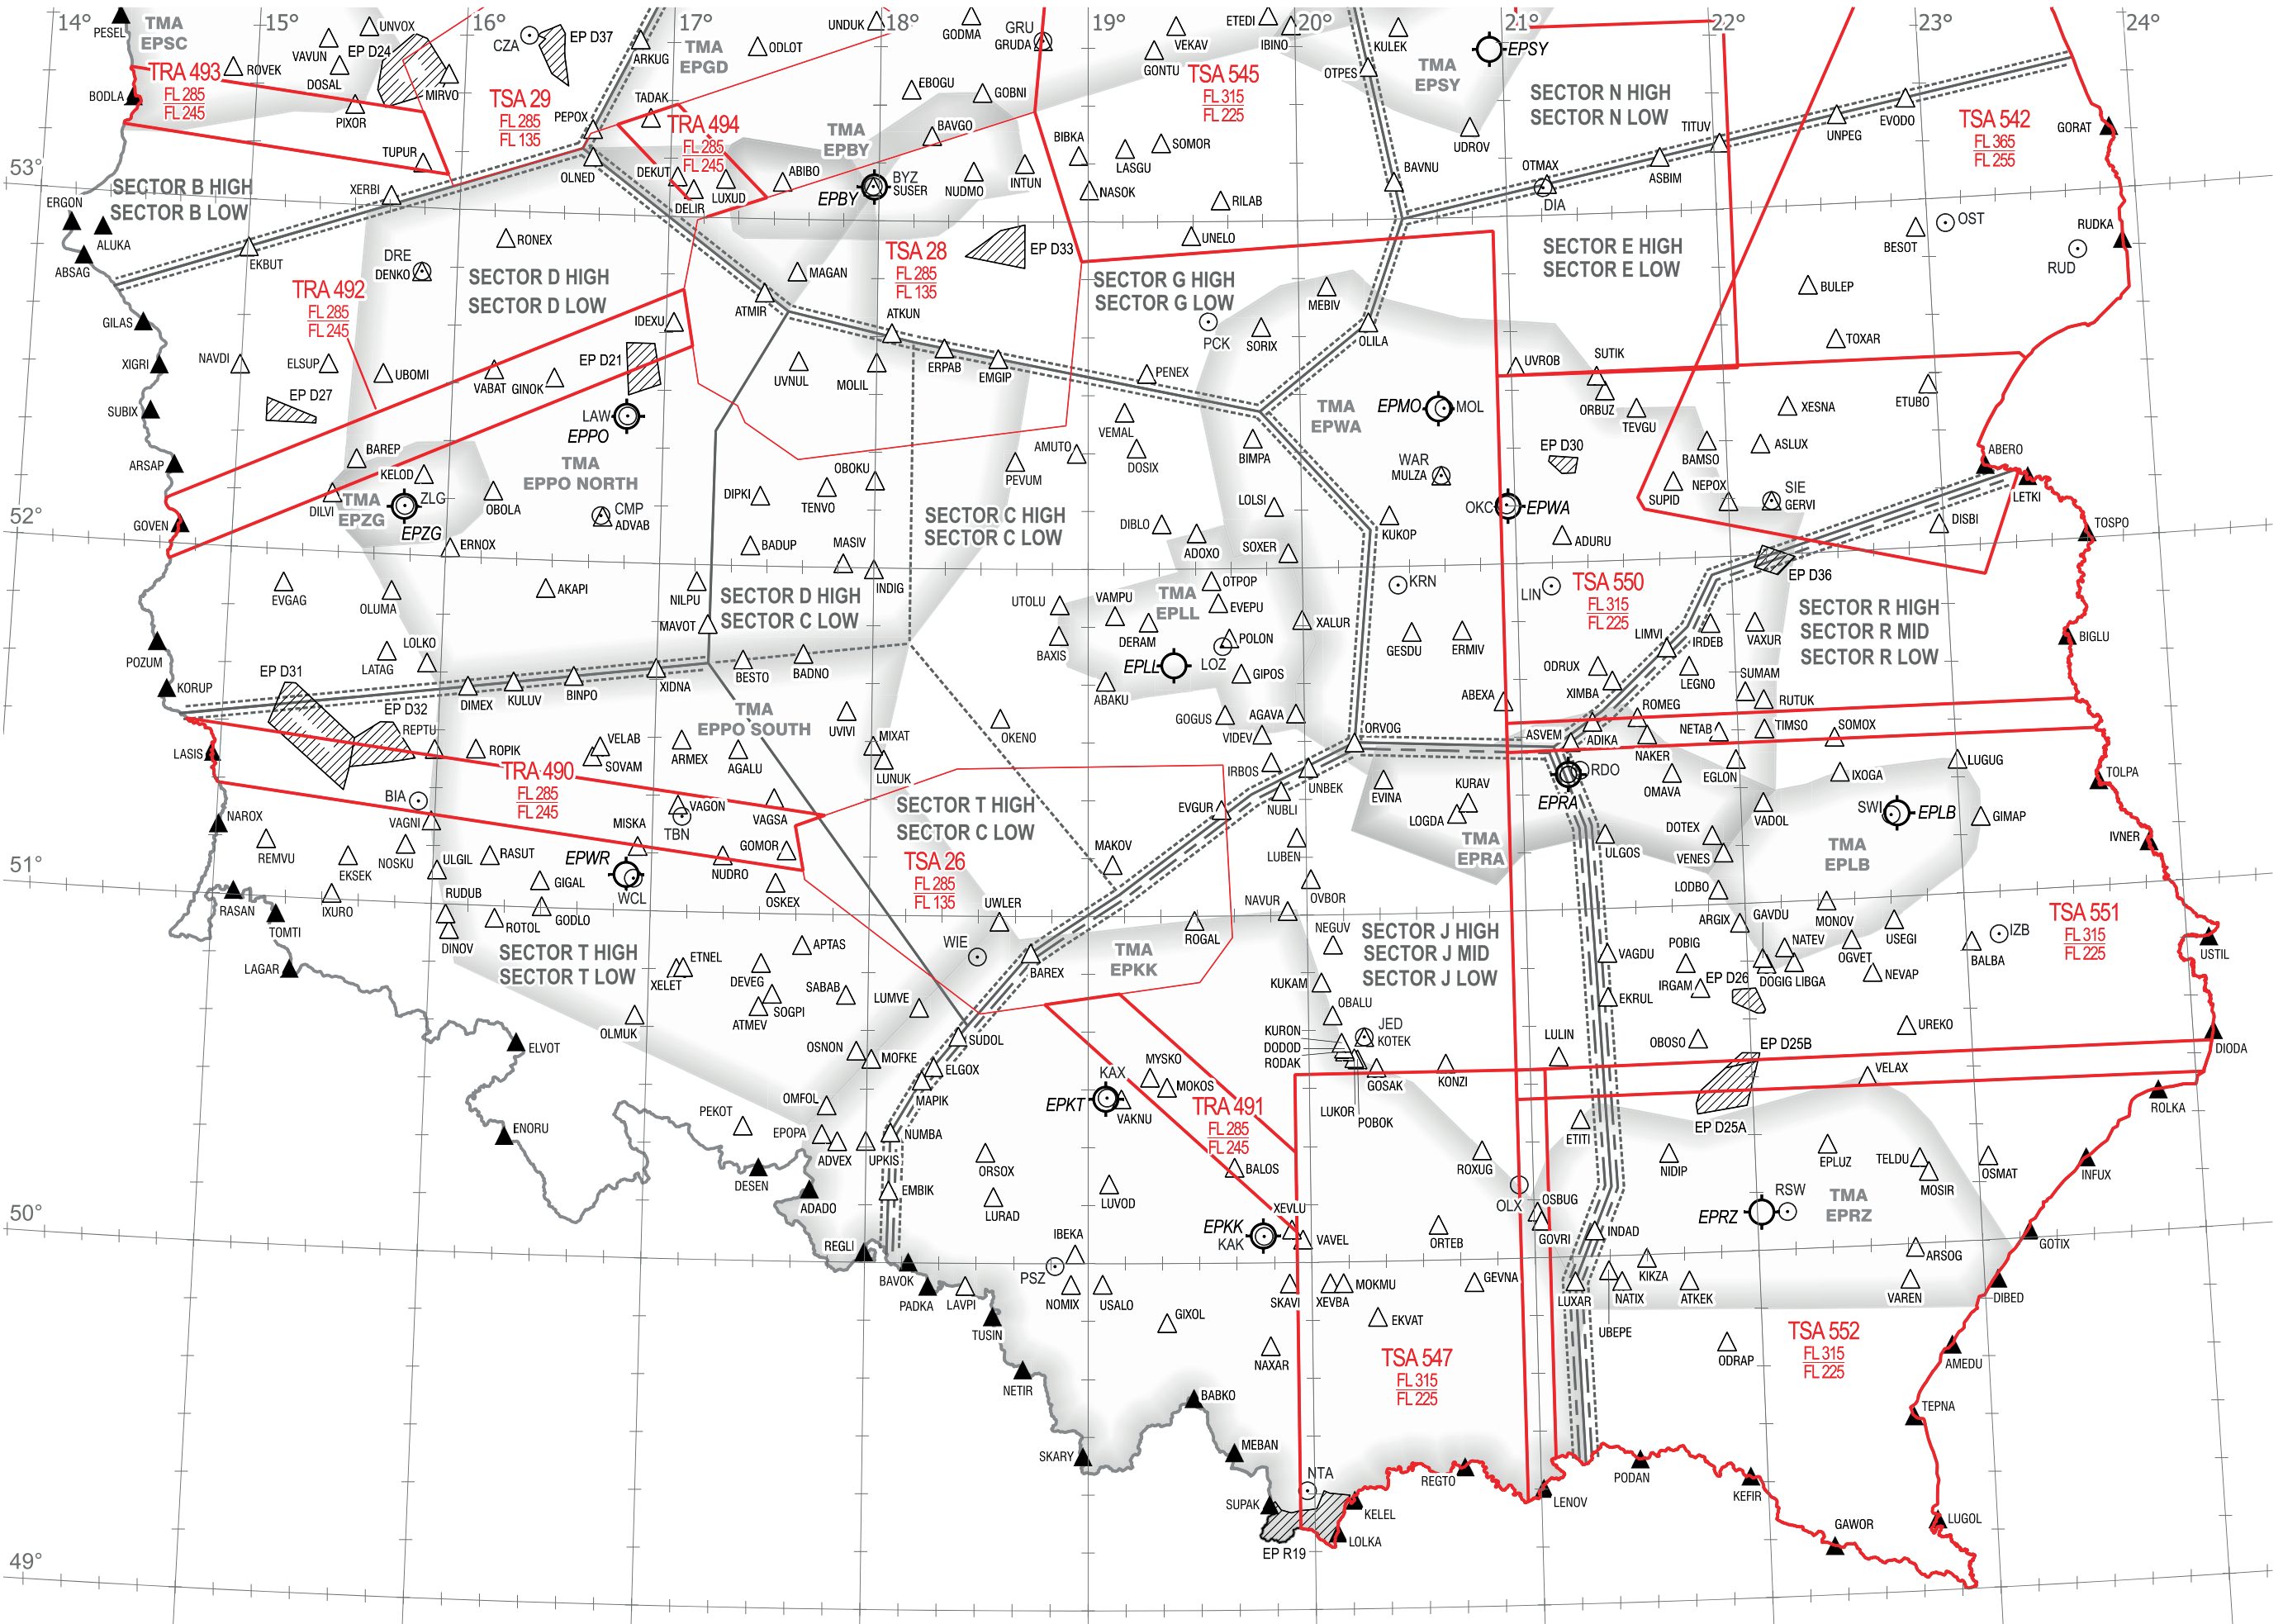 14°
15°
16°
17°
18°
19°
20°
21°
22°
23°
24°
PESEL
TMA
EPSC
UNVOX
VAVUN
EP D24
ROVEK
DOSAL
CZA
EP D37
ARKUG
TMA
EPGD
ODLOT
UNDUK
GODMA
GRU
GRUDA
VEKAV
GONTU
ETEDI
IBINO
KULEK
OTPES
TMA
EPSY
EPSY
TRA 493
FL 285
FL 245
BODLA
PIXOR
MIRVO
TSA 29
FL 285
FL 135
PEPOX
TADAK
TRA 494
FL 285
FL 245
EBOGU
GOBNI
TMA
EPBY
BAVGO
TSA 545
FL 315
FL 225
BIBKA
LASGU
SOMOR
UDROV
SECTOR N HIGH
SECTOR N LOW
TITUV
UNPEG
EVODO
TSA 542
FL 365
FL 255
GORAT
53°
TUPUR
OLNED
DEKUT
DELIR
LUXUD
ABIBO
EPBY
BYZ
SUSER
NUDMO
INTUN
NASOK
RILAB
BAVNU
OTMAX
DIA
ASBIM
SECTOR B HIGH
SECTOR B LOW
XERBI
ERGON
ALUKA
ABSAG
EKBUT
RONEX
DRE
DENKO
SECTOR D HIGH
SECTOR D LOW
MAGAN
TSA 28
FL 285
FL 135
EP D33
UNELO
SECTOR G HIGH
SECTOR G LOW
SECTOR E HIGH
SECTOR E LOW
BESOT
OST
RUDKA
RUD
BULEP
TRA 492
FL 285
FL 245
GILAS
XIGRI
NAVDI
ELSUP
UBOMI
VABAT
GINOK
EP D21
IDEXU
ATMIR
ATKUN
UVNUL
MOLIL
ERPAB
EMGIP
PENEX
PCK
SORIX
MEBIV
OLILA
UVROB
SUTIK
ORBUZ
TEVGU
TOXAR
ETUBO
XESNA
SUBIX
EP D27
LAW
EPPO
TMA
EPWA
EPMO
MOL
ARSAP
BAREP
KELOD
ZLG
TMA
EPZG
EPZG
DILVI
OBOLA
TMA
EPPO NORTH
CMP
ADVAB
DIPKI
TENVO
OBOKU
PEVUM
AMUTO
VEMAL
DOSIX
BIMPA
WAR
MULZA
EP D30
BAMSO
ASLUX
SUPID
NEPOX
SIE
GERVI
ABERO
LETKI
TOSPO
DISBI
52°
GOVEN
ERNOX
BADUP
MASIV
INDIG
SECTOR C HIGH
SECTOR C LOW
DIBLO
ADOXO
LOLSI
SOXER
KUKOP
OKC
EPWA
ADURU
EP D36
EVGAG
OLUMA
AKAPI
NILPU
MAVOT
SECTOR D HIGH
SECTOR C LOW
UTOLU
VAMPU
TMA
EPLL
OTPOP
EVEPU
DERAM
POLON
XALUR
KRN
LIN
TSA 550
FL 315
FL 225
SECTOR R HIGH
SECTOR R MID
SECTOR R LOW
BIGLU
LIMVI
IRDEB
VAXUR
POZUM
KORUP
LATAG
LOLKO
BAXIS
ABAKU
EPLL
LOZ
GIPOS
GESDU
ERMIV
ODRUX
XIMBA
LEGNO
SUMAM
RUTUK
EP D31
EP D32
REPTU
DIMEX
KULUV
BINPO
XIDNA
BESTO
BADNO
TMA
EPPO SOUTH
UVIVI
MIXAT
LUNUK
OKENO
GOGUS
VIDEV
AGAVA
ORVOG
ABEXA
ASVEM
ADIKA
ROMEG
NAKER
NETAB
TIMSO
SOMOX
LASIS
ROPIK
VELAB
SOVAM
ARMEX
AGALU
TRA 490
FL 285
FL 245
BIA
VAGNI
VAGON
TBN
VAGSA
GOMOR
MISKA
NUDRO
OSKEX
SECTOR T HIGH
SECTOR C LOW
TSA 26
FL 285
FL 135
EVGUR
IRBOS
UNBEK
NUBLI
EVINA
KURAV
LOGDA
TMA
EPRA
RDO
EPRA
OMAVA
EGLON
IXOGA
LUGUG
TOLPA
VADOL
SWI
EPLB
GIMAP
IVNER
TMA
EPLB
ULGOS
DOTEX
VENES
NAROX
REMVU
EKSEK
NOSKU
ULGIL
RASUT
EPWR
WCL
GIGAL
GODLO
51°
RASAN
TOMTI
IXURO
RUDUB
DINOV
ROTOL
LAGAR
MAKOV
LUBEN
OVBOR
NAVUR
UWLER
WIE
BAREX
ROGAL
TMA
EPKK
NEGUV
SECTOR J HIGH
SECTOR J MID
SECTOR J LOW
KUKAM
OBALU
LODBO
ARGIX
GAVDU
MONOV
NATEV
OGVET
USEGI
IZB
BALBA
NEVAP
TSA 551
FL 315
FL 225
USTIL
SECTOR T HIGH
SECTOR T LOW
ETNEL
XELET
APTAS
DEVEG
SOGPI
ATMEV
SABAB
LUMVE
OLMUK
VAGDU
POBIG
IRGAM
EP D26
DOGIG
LIBGA
EKRUL
UREKO
ELVOT
OSNON
MOFKE
SUDOL
ELGOX
MAPIK
MYSKO
MOKOS
KAX
EPKT
VAKNU
KURON
DODOD
RODAK
JED
KOTEK
GOSAK
LUKOR
POBOK
KONZI
LULIN
OBOSO
EP D25B
VELAX
DIODA
ROLKA
ENORU
PEKOT
OMFOL
EPOPA
ADVEX
UPKIS
NUMBA
EMBIK
DESEN
ADADO
ORSOX
LURAD
LUVOD
TRA 491
FL 285
FL 245
BALOS
ROXUG
ETITI
EP D25A
NIDIP
EPLUZ
TELDU
MOSIR
OSMAT
INFUX
50°
REGLI
BAVOK
PADKA
LAVPI
TUSIN
IBEKA
PSZ
NOMIX
USALO
GIXOL
EPKK
KAK
XEVLU
VAVEL
ORTEB
OLX
OSBUG
GOVRI
INDAD
EPRZ
RSW
TMA
EPRZ
GOTIX
ARSOG
VAREN
DIBED
SKAVI
XEVBA
MOKMU
EKVAT
GEVNA
LUXAR
KIKZA
NATIX
ATKEK
UBEPE
ODRAP
NAXAR
TSA 547
FL 315
FL 225
TSA 552
FL 315
FL 225
AMEDU
NETIR
BABKO
TEPNA
SKARY
MEBAN
NTA
SUPAK
KELEL
LOLKA
EP R19
REGTO
LENOV
PODAN
KEFIR
GAWOR
LUGOL
49°